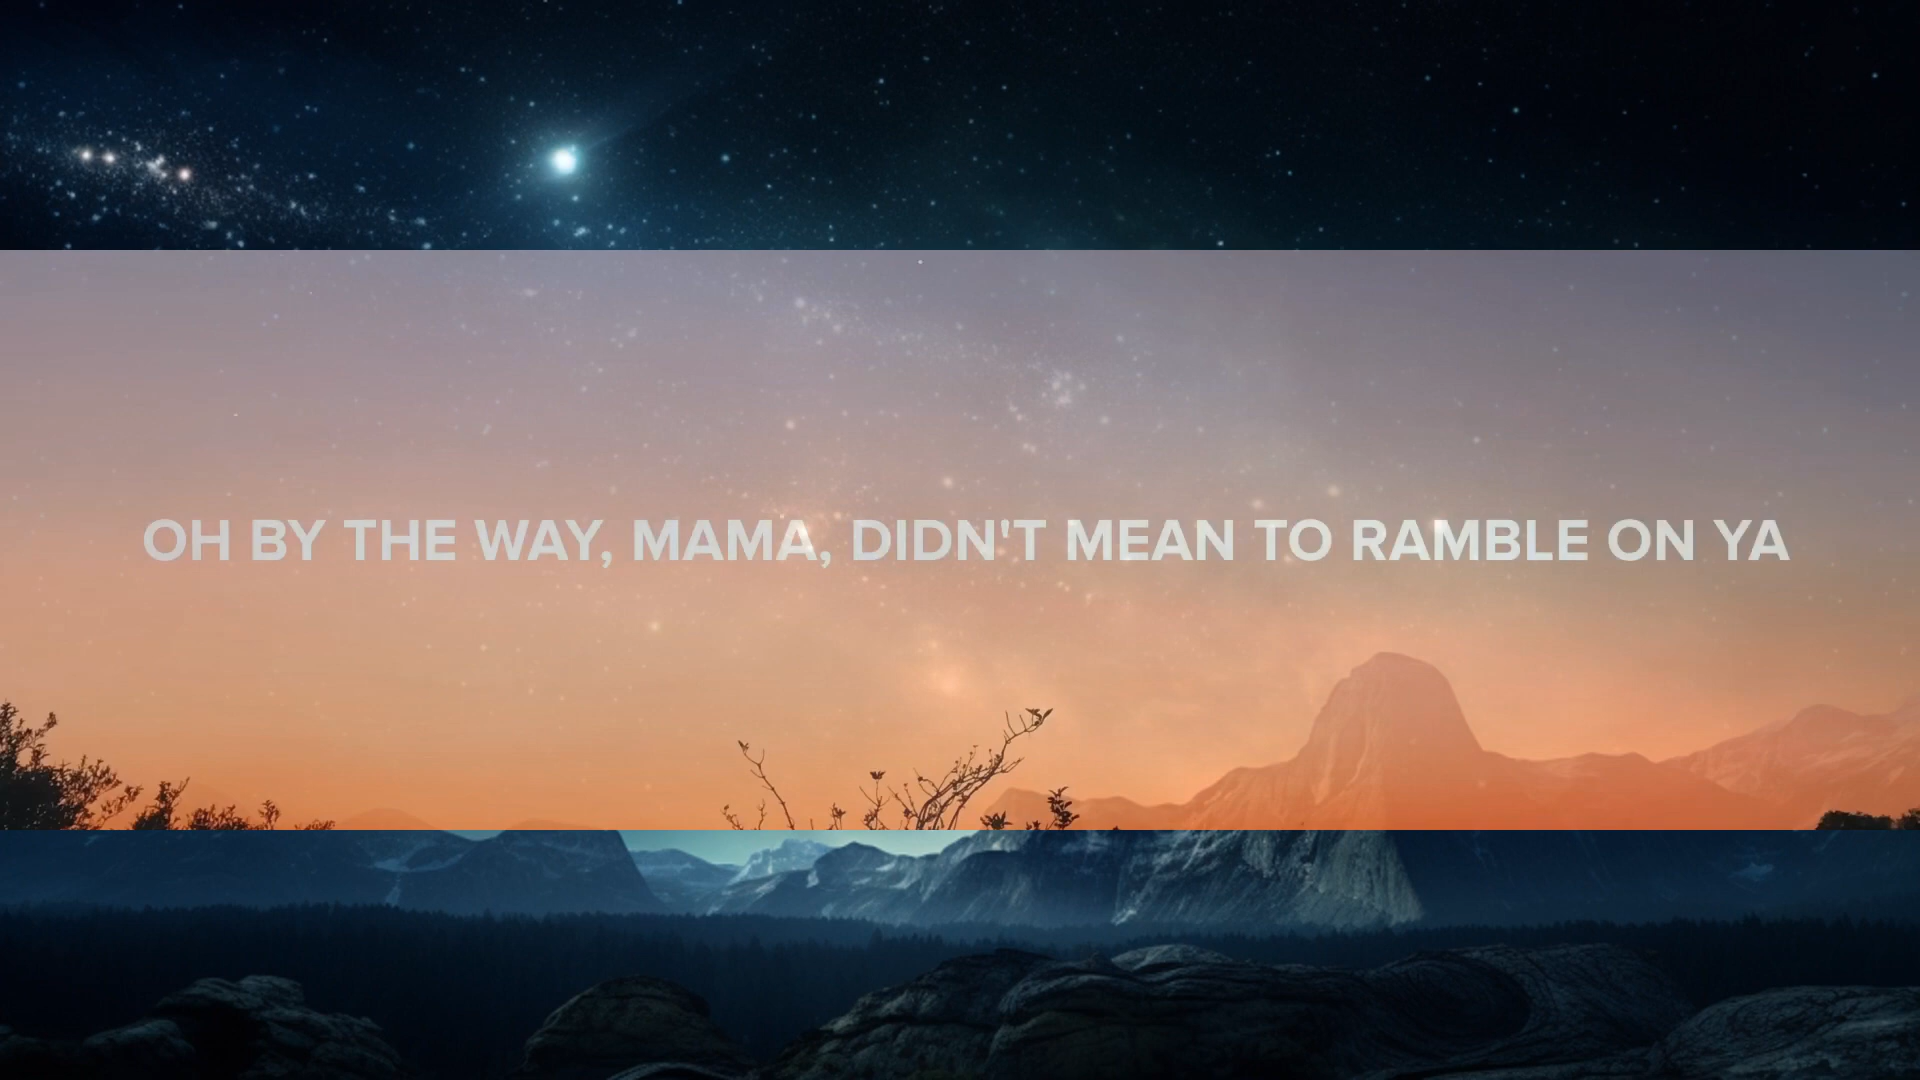 OH BY THE WAY, MAMA, DIDN'T MEAN TO RAMBLE ON YA